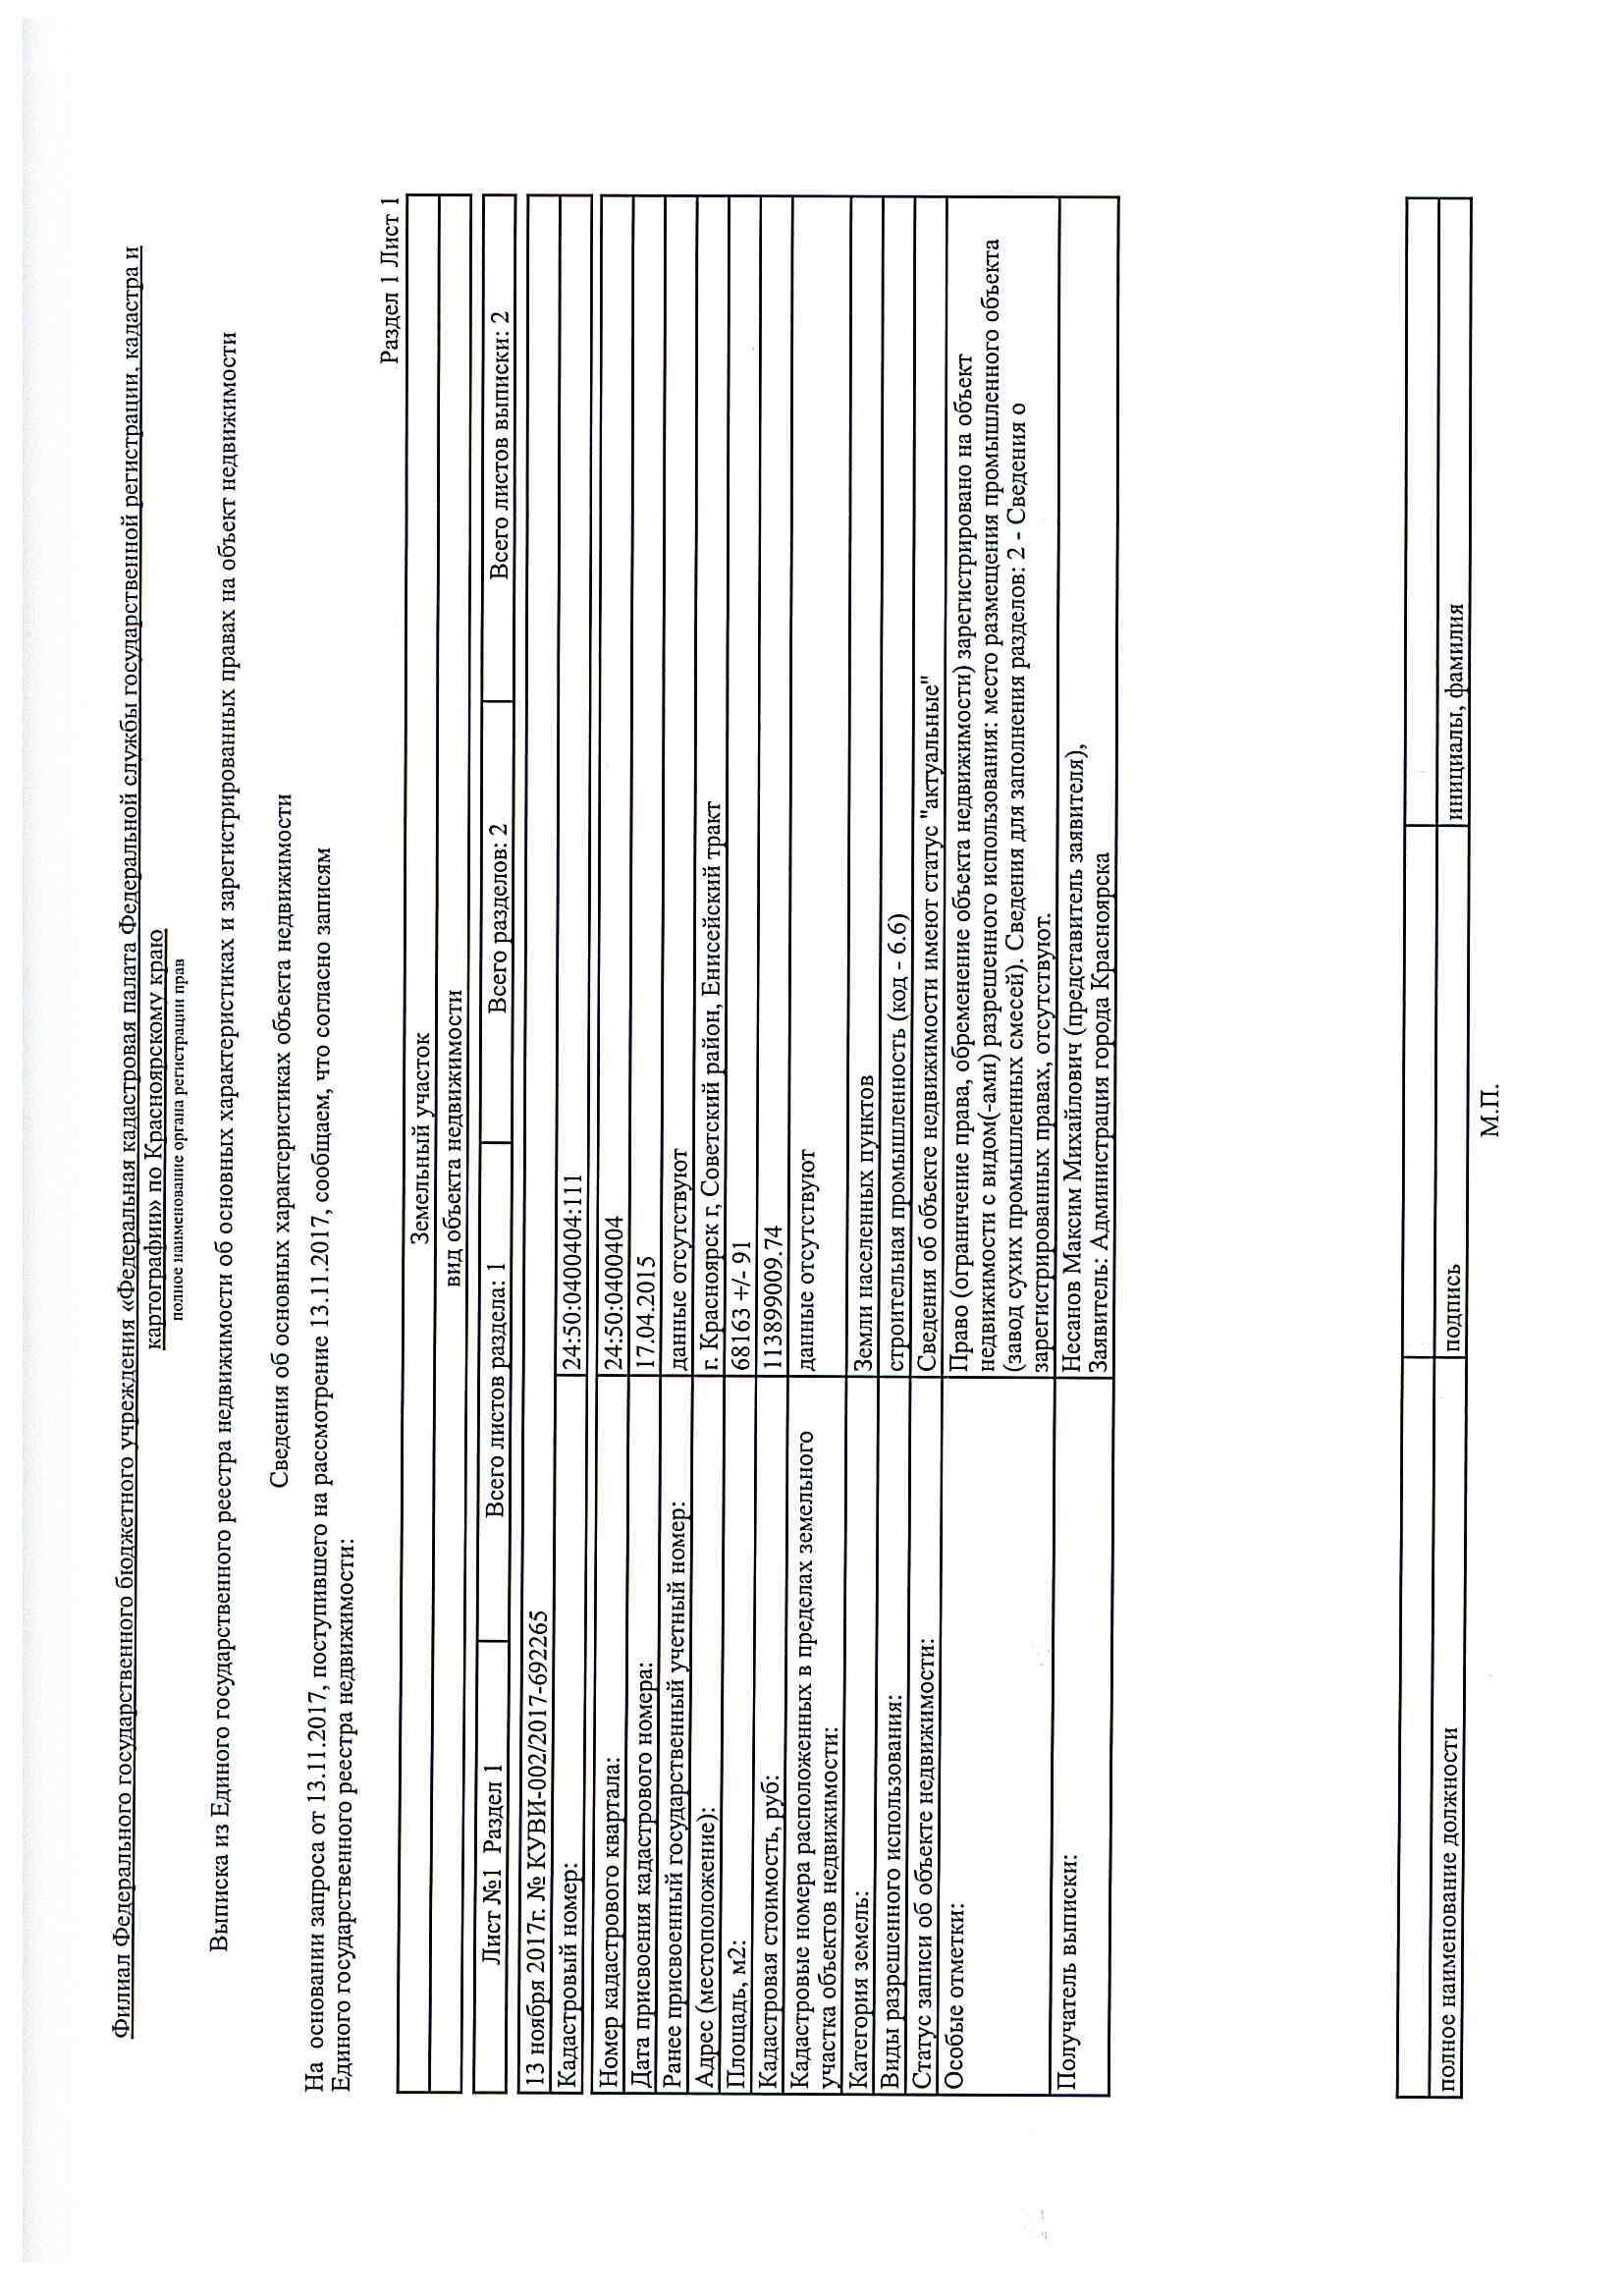 Филиал Федерального государственного бюджетного учреждения «Федеральная кадастровая палата Федеральной службы государственной регистрации, кадастра и
картографии» по Красноярскому краю
полное наименование органа регистрации прав
Выписка из Единого государственного реестра недвижимости об основных характеристиках и зарегистрированных правах на объект недвижимости
Сведения об основных характеристиках объекта недвижимости
На основании запроса от 13.11.2017, поступившего на рассмотрение 13.11.2017, сообщаем, что согласно записям
Единого государственного реестра недвижимости:
Раздел 1 Лист 1
Земельный участок
вид объекта недвижимости
Лист №1 Раздел 1 Всего листов раздела: 1 Всего разделов: 2 Всего листов выписки: 2
13 ноября 2017г. № КУВИ-002/2017-692265
Кадастровый номер: 24:50:0400404:111
Номер кадастрового квартала: 24:50:0400404
Дата присвоения кадастрового номера: 17.04.2015
Ранее присвоенный государственный учетный номер: данные отсутствуют
Адрес (местоположение): г. Красноярск г, Советский район, Енисейский тракт
Площадь, м2: 68163 +/- 91
Кадастровая стоимость, руб: 113899009.74
Кадастровые номера расположенных в пределах земельного
участка объектов недвижимости: данные отсутствуют
Категория земель: Земли населенных пунктов
Виды разрешенного использования: строительная промышленность (код - 6.6)
Статус записи об объекте недвижимости: Сведения об объекте недвижимости имеют статус "актуальные"
Особые отметки: Право (ограничение права, обременение объекта недвижимости) зарегистрировано на объект
недвижимости с видом(-ами) разрешенного использования: место размещения промышленного объекта
(завод сухих промышленных смесей). Сведения для заполнения разделов: 2 - Сведения о
зарегистрированных правах, отсутствуют.
Получатель выписки: Несанов Максим Михайлович (представитель заявителя),
Заявитель: Администрация города Красноярска
полное наименование должности подпись инициалы, фамилия
М.П.